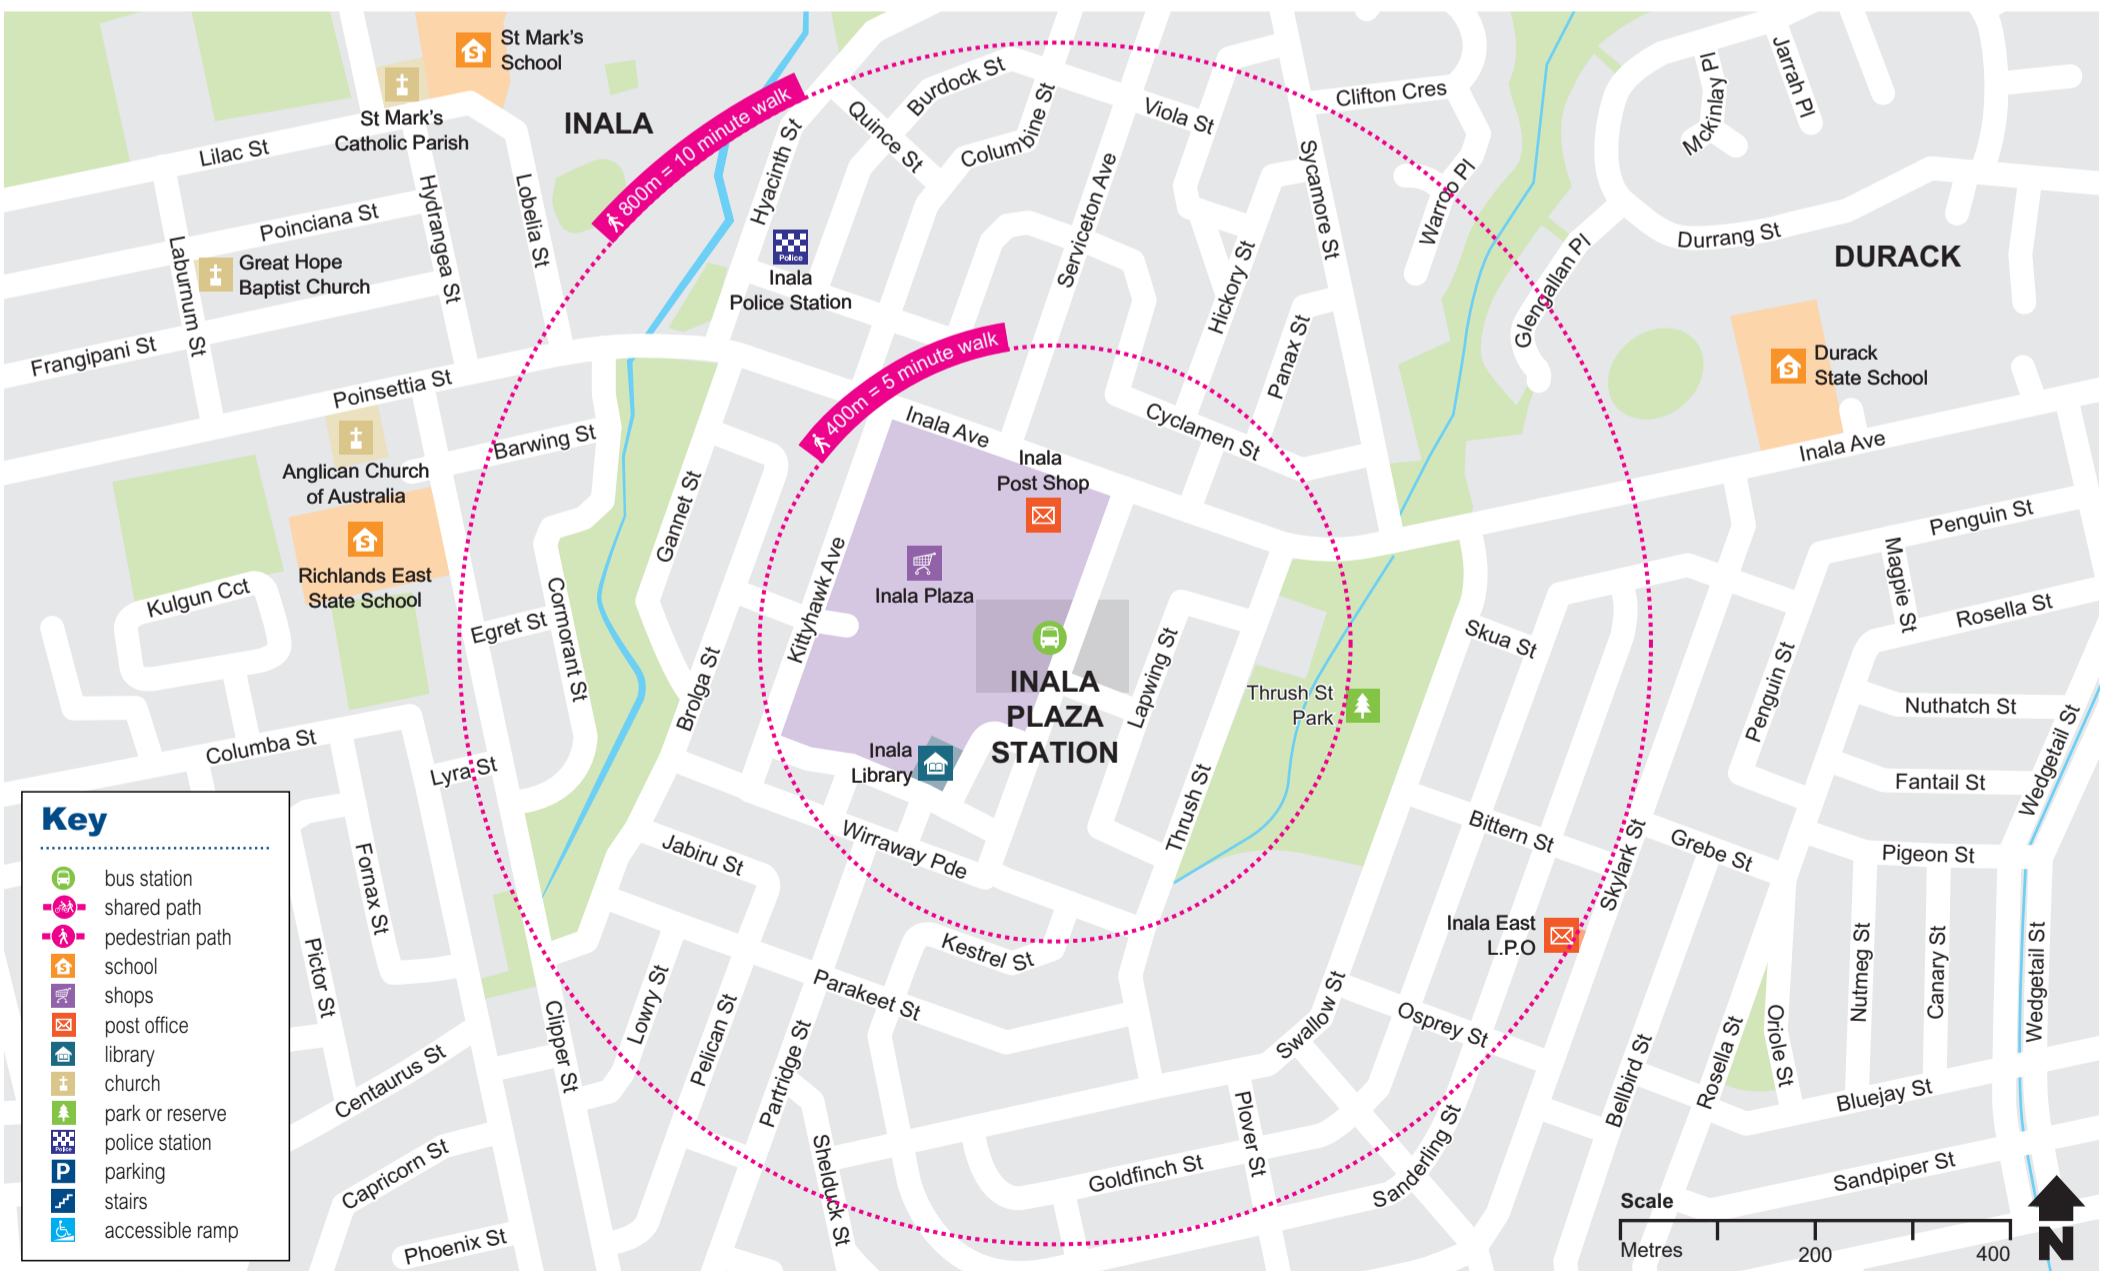 St Mark's
School
St Mark's
Catholic Parish
INALA
800m = 10 minute walk
Burdock St
Quince St
Columbine St
Viola St
Clifton Cres
Mckinlay Pl
Jarrah Pl
Lilac St
Hydrangea St
Lobelia St
Hyacinth St
Serviceton Ave
Sycamore St
Warroo Pl
Poinciana St
Laburnum St
Great Hope
Baptist Church
Police
Inala
Police Station
Hickory St
Durrang St
DURACK
Glengallan Pl
Frangipani St
Poinsettia St
400m = 5 minute walk
Panax St
Durack
State School
Inala Ave
Cyclamen St
Inala Ave
Barwing St
Anglican Church
of Australia
Inala
Post Shop
Gannet St
Penguin St
Kittyhawk Ave
Magpie St
Richlands East
State School
Kulgun Cct
Inala Plaza
Rosella St
Egret St
Cormorant St
Skua St
Brolga St
INALA
PLAZA
STATION
Lapwing St
Thrush St
Park
Penguin St
Nuthatch St
Columba St
Lyra St
Inala
Library
Wedgetail St
Fantail St
Thrush St
Wirraway Pde
Jabiru St
Bittern St
Skylark St
Grebe St
Pigeon St
Fornax St
Pictor St
Kestrel St
Inala East
L.P.O
Nutmeg St
Canary St
Wedgetail St
Parakeet St
Lowry St
Pelican St
Partridge St
Swallow St
Osprey St
Oriole St
Rosella St
Bellbird St
Clipper St
Centaurus St
Bluejay St
Plover St
Sanderling St
Shelduck St
Goldfinch St
Capricorn St
Sandpiper St
Phoenix St
Key
bus station
shared path
pedestrian path
S school
shops
post office
library
church
park or reserve
Police police station
P parking
stairs
accessible ramp
Scale
Metres 200 400
N